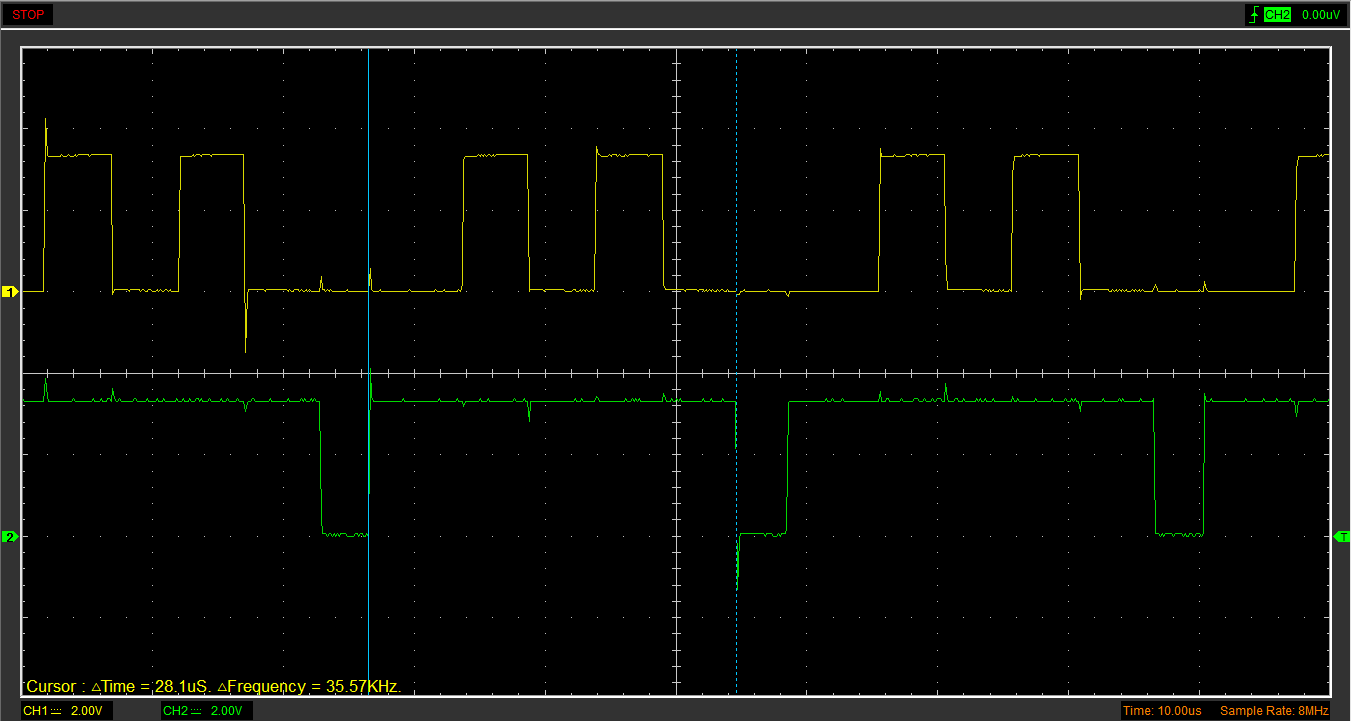 STOP
CH2 0.00uV
1
2
T
Cursor : △Time = 28.1uS. △Frequency = 35.57KHz.
CH1 2.00V CH2 2.00V Time: 10.00us Sample Rate: 8MHz